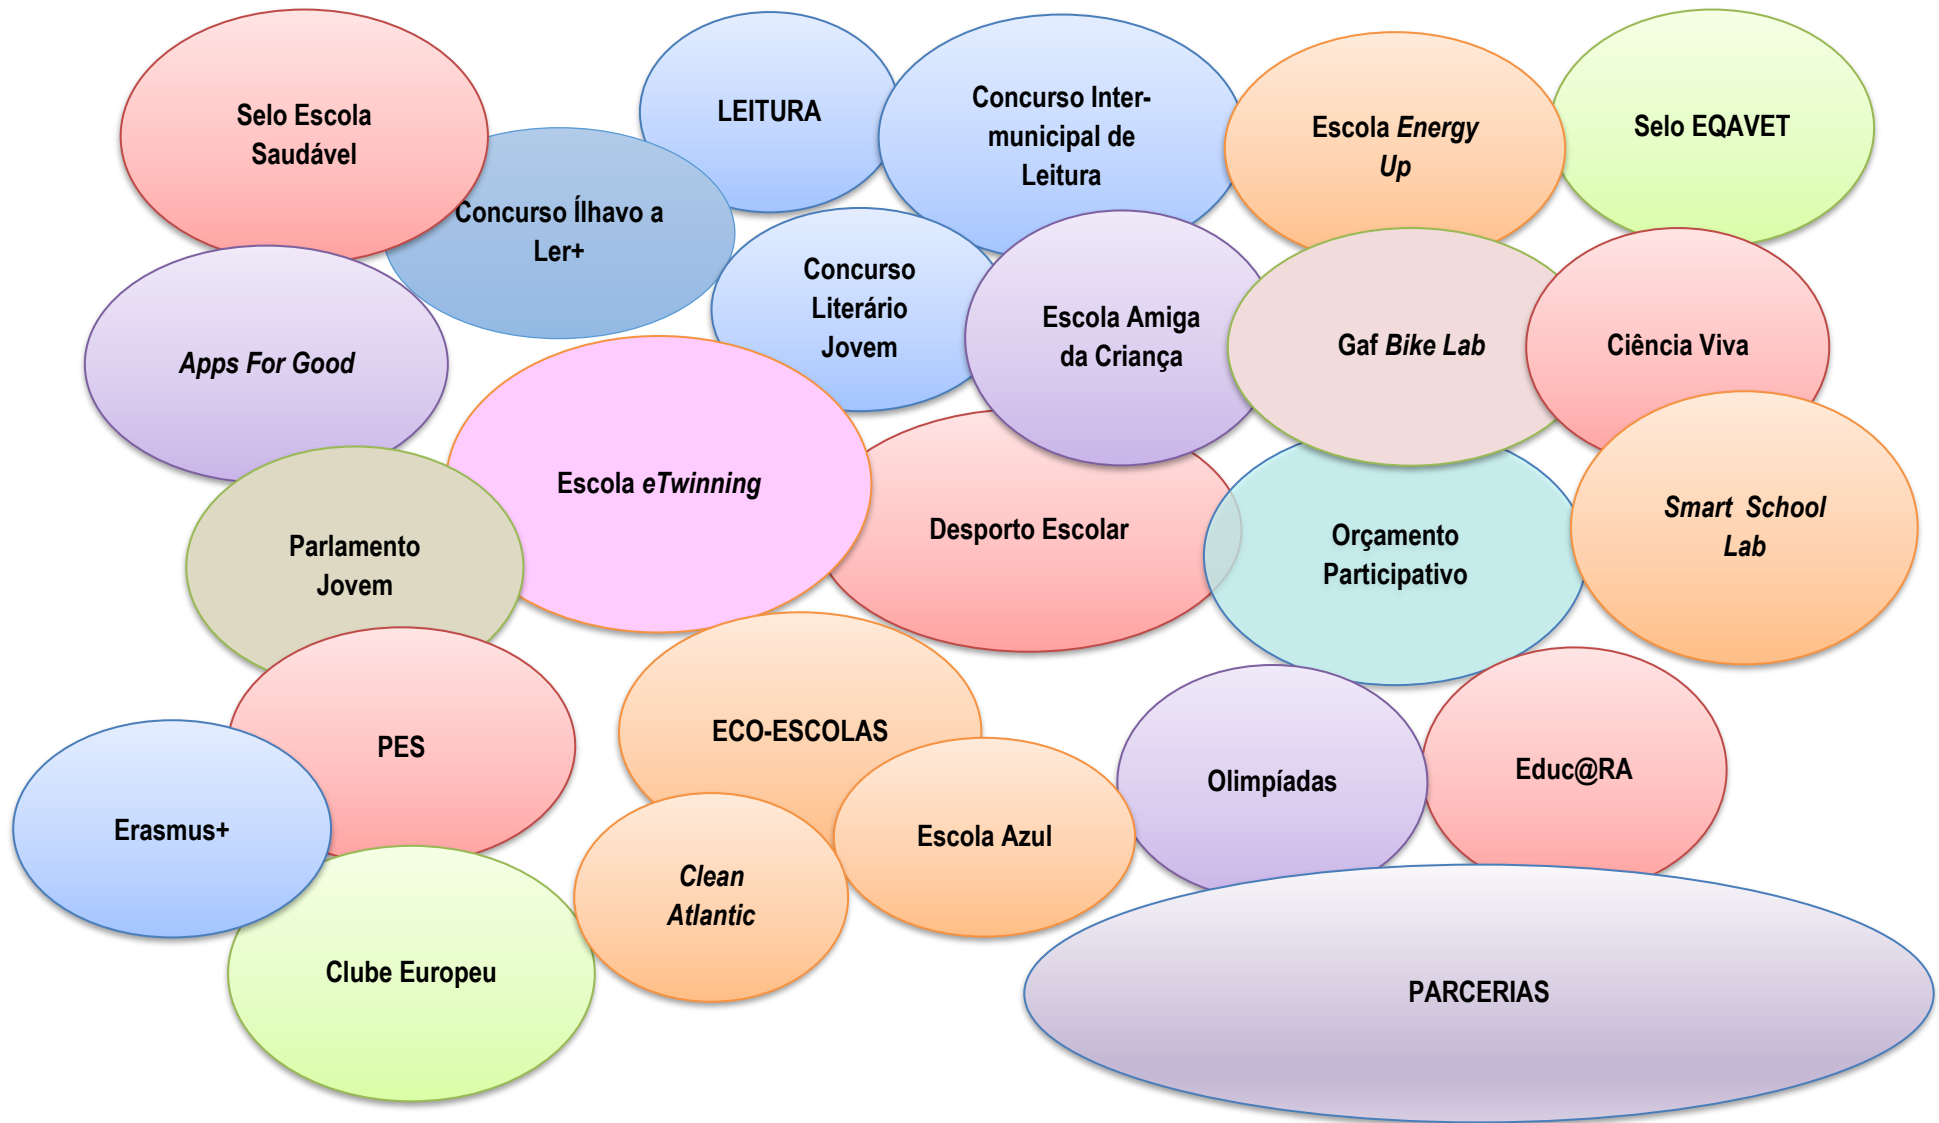 Selo Escola
Saudável
LEITURA
Concurso Inter-
municipal de
Leitura
Escola Energy
Up
Selo EQAVET
Concurso Ílhavo a
Ler+
Concurso
Literário
Jovem
Escola Amiga
da Criança
Gaf Bike Lab
Ciência Viva
Apps For Good
Escola eTwinning
Desporto Escolar
Orçamento
Participativo
Smart School
Lab
Parlamento
Jovem
PES
ECO-ESCOLAS
Olimpíadas
Educ@RA
Erasmus+
Escola Azul
Clean
Atlantic
Clube Europeu
PARCERIAS